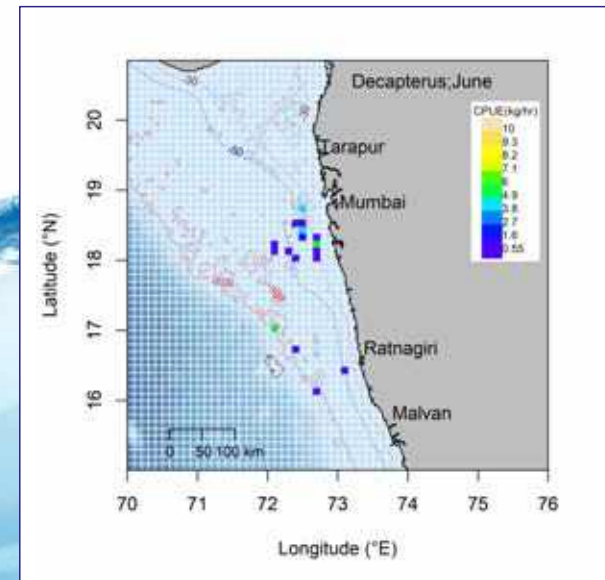 Decapterus;June
CPUE(kg/hr)
10
9.3
8.2
7.1
6
4.9
3.8
2.7
1.6
0.55
Tarapur
Mumbai
Ratnagiri
Malvan
-50
0 50 100 km
Latitude (°N)
20
19
18
17
16
70 71 72 73 74 75 76
Longitude (°E)